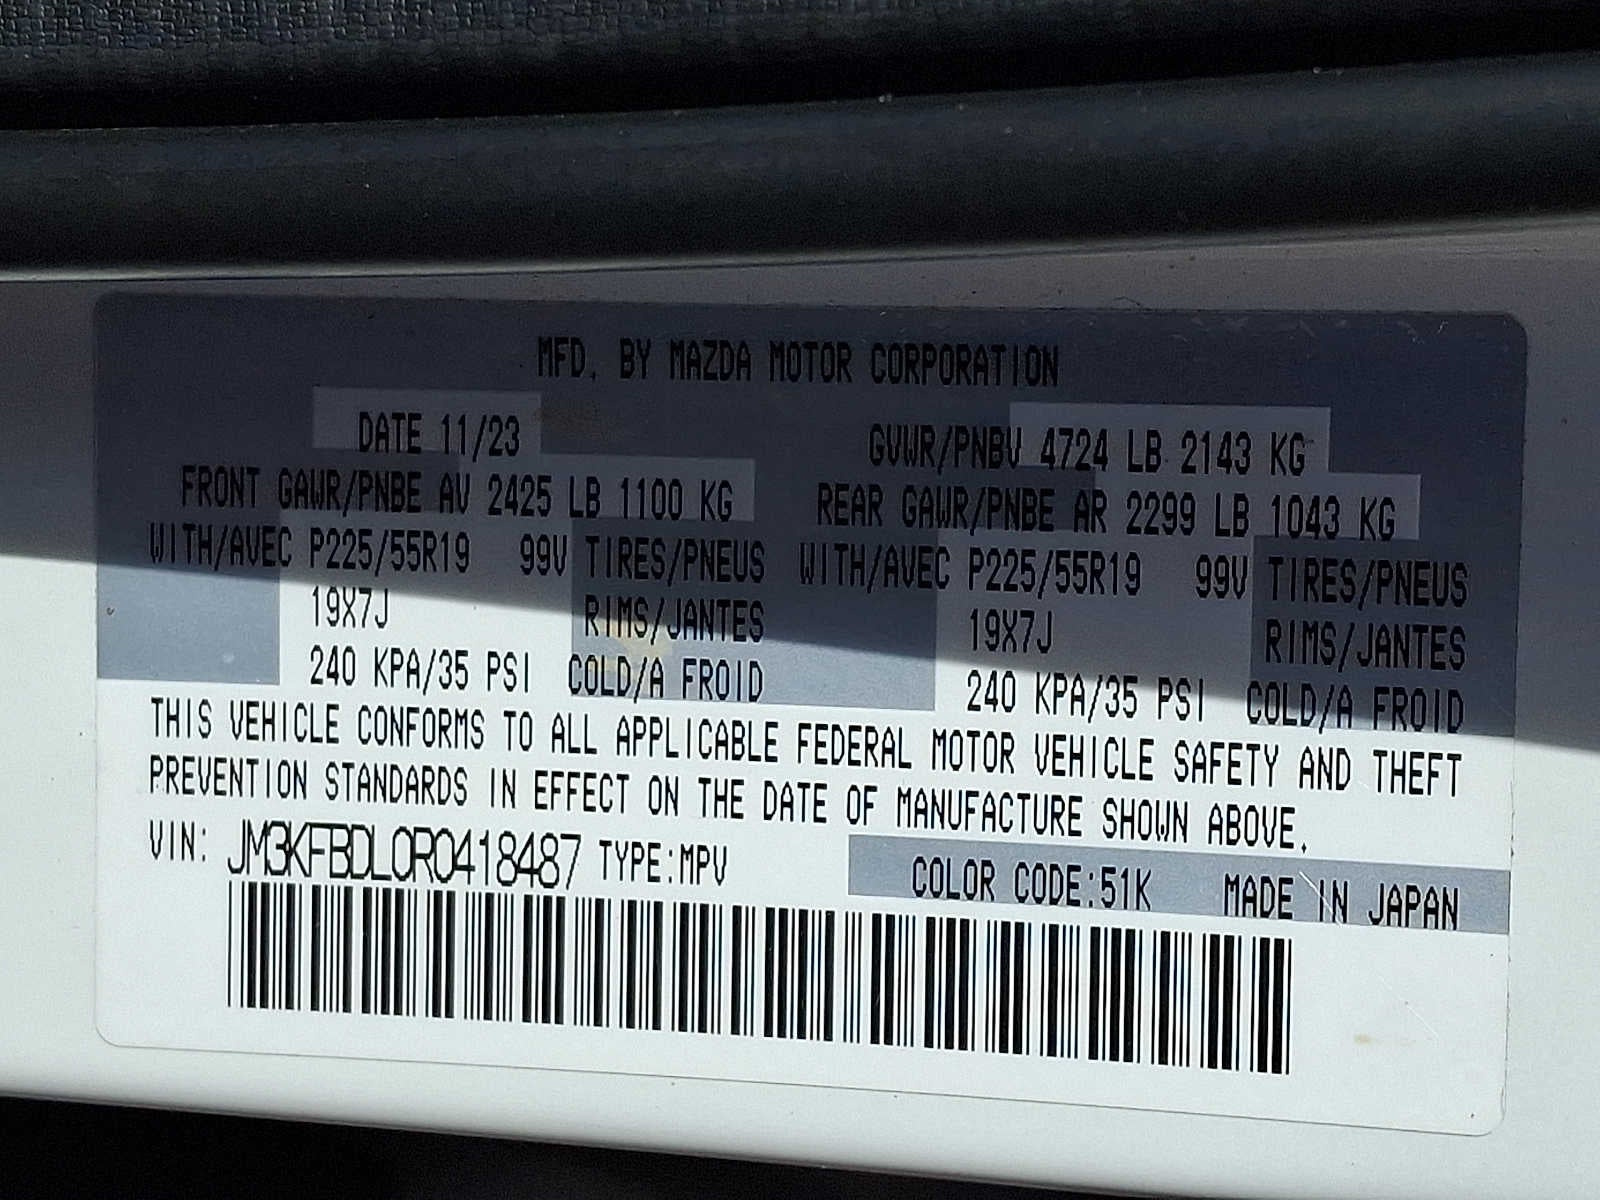 MFD. BY MAZDA MOTOR CORPORATION
DATE 11/23 GVWR/PNBV 4724 LB 2143 KG
FRONT GAWR/PNBE AV 2425 LB 1100 KG REAR GAWR/PNBE AR 2299 LB 1043 KG
WITH/AVEC P225/55R19 99V TIRES/PNEUS WITH/AVEC P225/55R19 99V TIRES/PNEUS
19X7J RIMS/JANTES 19X7J RIMS/JANTES
240 KPA/35 PSI COLD/A FROID 240 KPA/35 PSI COLD/A FROID
THIS VEHICLE CONFORMS TO ALL APPLICABLE FEDERAL MOTOR VEHICLE SAFETY AND THEFT
PREVENTION STANDARDS IN EFFECT ON THE DATE OF MANUFACTURE SHOWN ABOVE.
VIN: JM3KFBDL0R0418487 TYPE:MPV COLOR CODE:51K MADE IN JAPAN